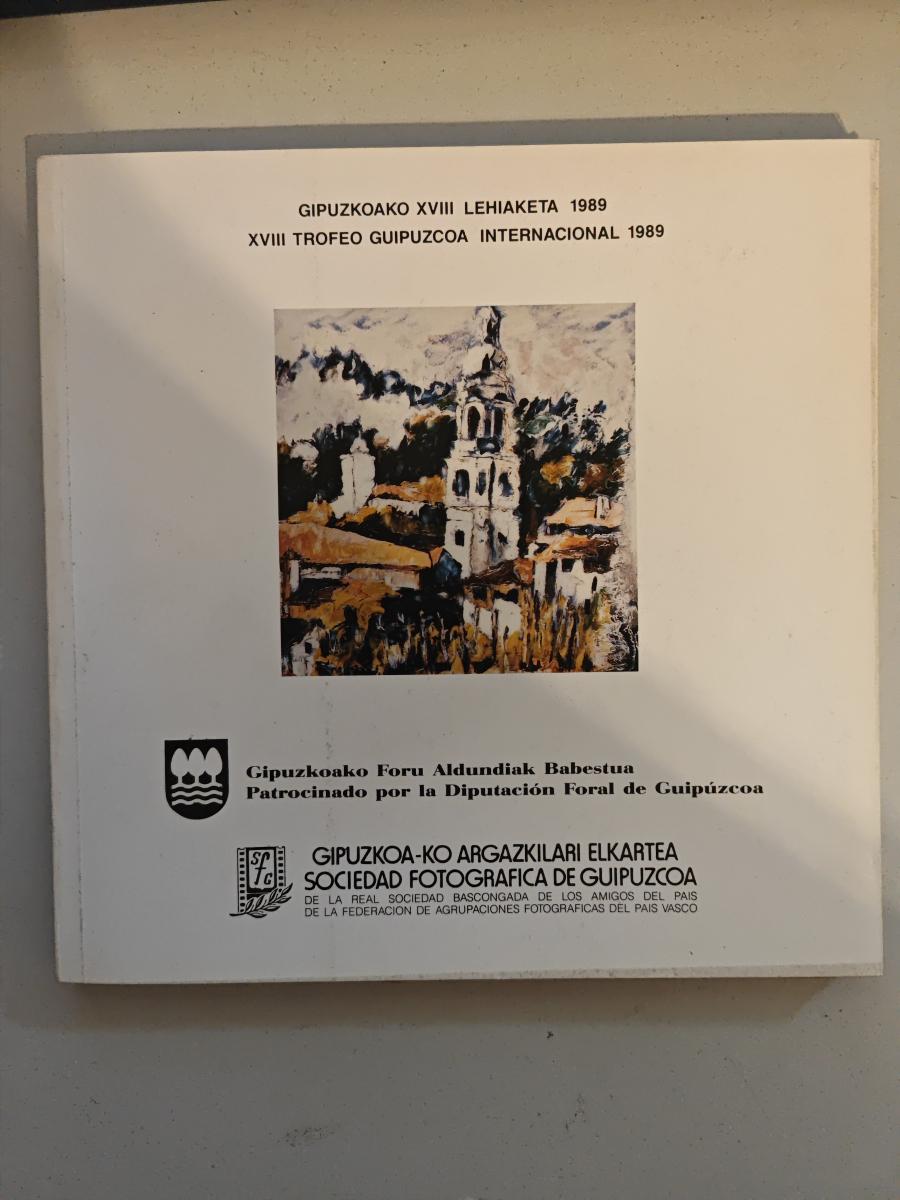 GIPUZKOAKO XVIII LEHIAKETA 1989
XVIII TROFEO GUIPUZCOA INTERNACIONAL 1989
Gipuzkoako Foru Aldundiak Babestua
Patrocinado por la Diputación Foral de Guipúzcoa
sfg
GIPUZKOA-KO ARGAZKILARI ELKARTEA
SOCIEDAD FOTOGRAFICA DE GUIPUZCOA
DE LA REAL SOCIEDAD BASCONGADA DE LOS AMIGOS DEL PAIS
DE LA FEDERACION DE AGRUPACIONES FOTOGRAFICAS DEL PAIS VASCO